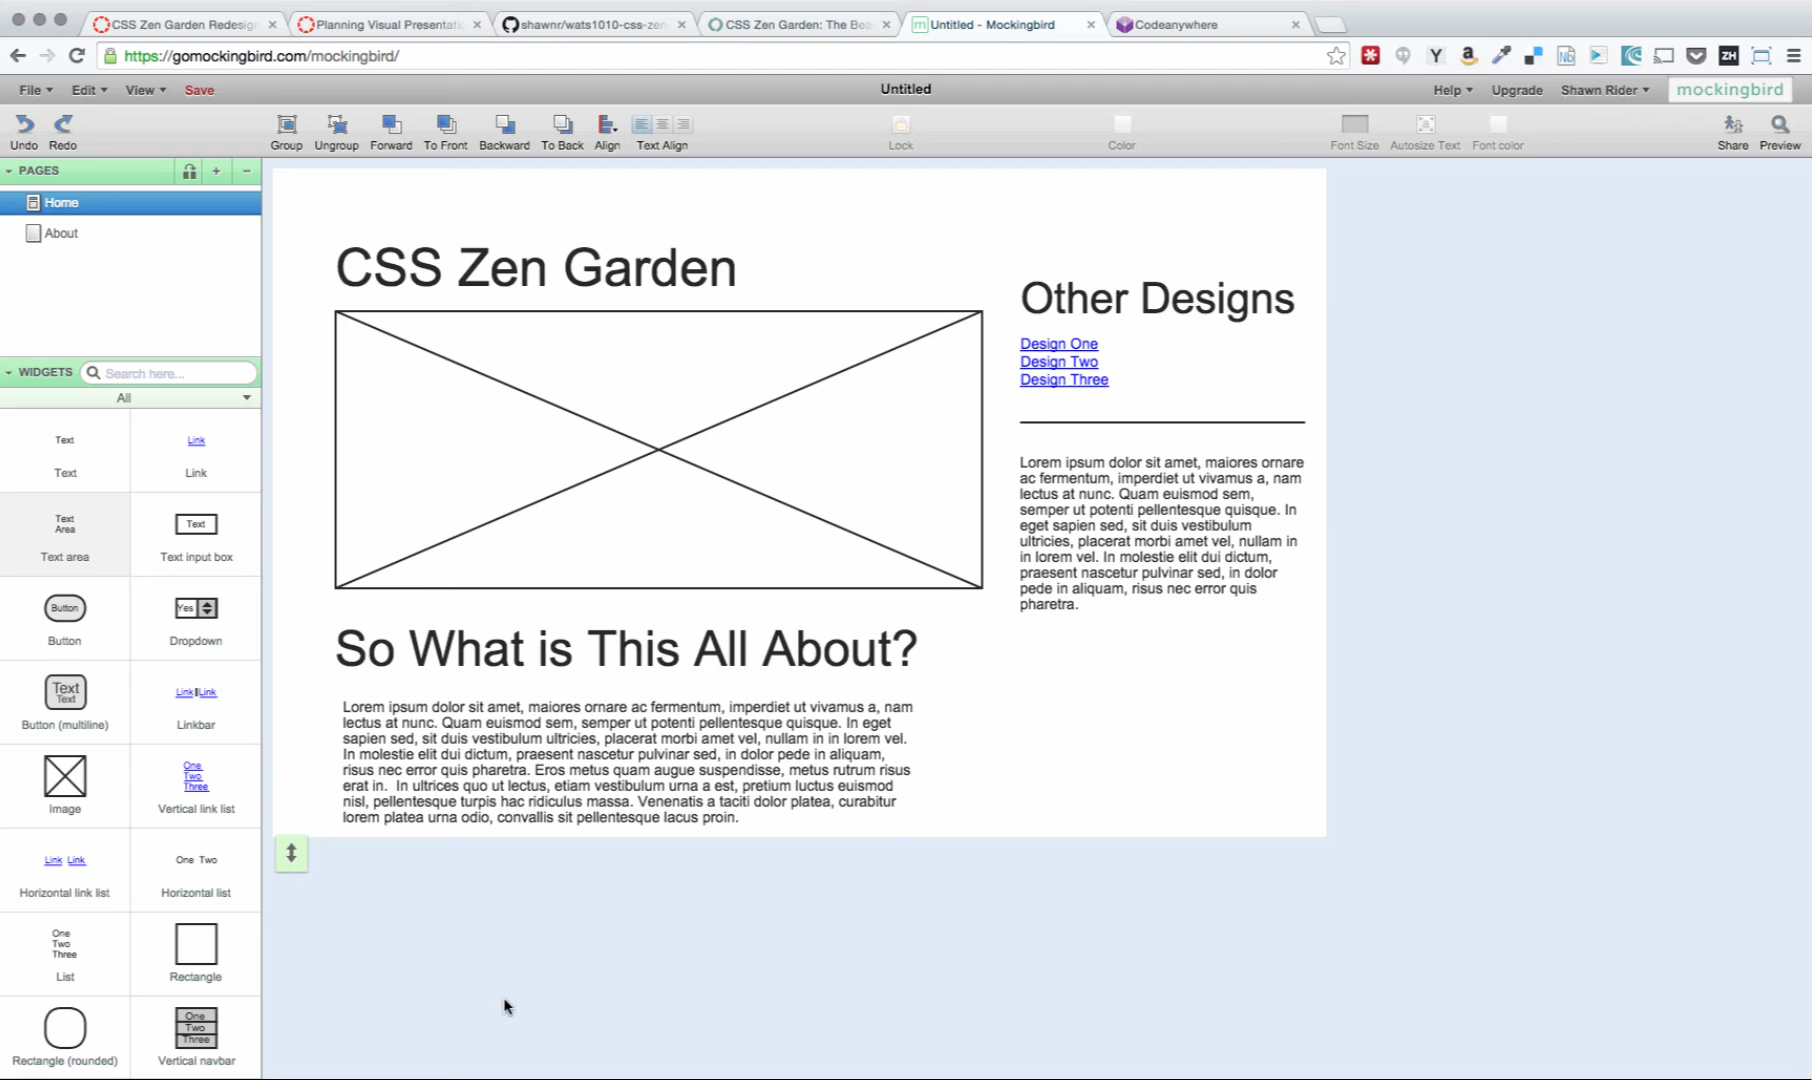 CSS Zen Garden Redesign
Planning Visual Presentatio
shawnr/wats1010-css-zen-
CSS Zen Garden: The Bea
Untitled - Mockingbird
Codeanywhere
https://gomockingbird.com/mockingbird/
File
Edit
View
Save
Untitled
Help
Upgrade
Shawn Rider
mockingbird
Undo
Redo
Group
Ungroup
Forward
To Front
Backward
To Back
Align
Text Align
Lock
Color
Font Size
Autosize Text
Font color
Share
Preview
PAGES
Home
About
WIDGETS
Search here...
All
Text
Text
Link
Link
Text
Area
Text area
Text
Text input box
Button
Button
Yes
Dropdown
Text
Text
Button (multiline)
Link
Link
Linkbar
Image
One
Two
Three
Vertical link list
Link Link
Horizontal link list
One Two
Horizontal list
One
Two
Three
List
Rectangle
Rectangle (rounded)
One
Two
Three
Vertical navbar
CSS Zen Garden
So What is This All About?
Lorem ipsum dolor sit amet, maiores ornare ac fermentum, imperdiet ut vivamus a, nam
lectus at nunc. Quam euismod sem, semper ut potenti pellentesque quisque. In eget
sapien sed, sit duis vestibulum ultricies, placerat morbi amet vel, nullam in in lorem vel.
In molestie elit dui dictum, praesent nascetur pulvinar sed, in dolor pede in aliquam,
risus nec error quis pharetra. Eros metus quam augue suspendisse, metus rutrum risus
erat in. In ultrices quo ut lectus, etiam vestibulum urna a est, pretium luctus euismod
nisl, pellentesque turpis hac ridiculus massa. Venenatis a taciti dolor platea, curabitur
lorem platea urna odio, convallis sit pellentesque lacus proin.
Other Designs
Design One
Design Two
Design Three
Lorem ipsum dolor sit amet, maiores ornare
ac fermentum, imperdiet ut vivamus a, nam
lectus at nunc. Quam euismod sem,
semper ut potenti pellentesque quisque. In
eget sapien sed, sit duis vestibulum
ultricies, placerat morbi amet vel, nullam in
in lorem vel. In molestie elit dui dictum,
praesent nascetur pulvinar sed, in dolor
pede in aliquam, risus nec error quis
pharetra.